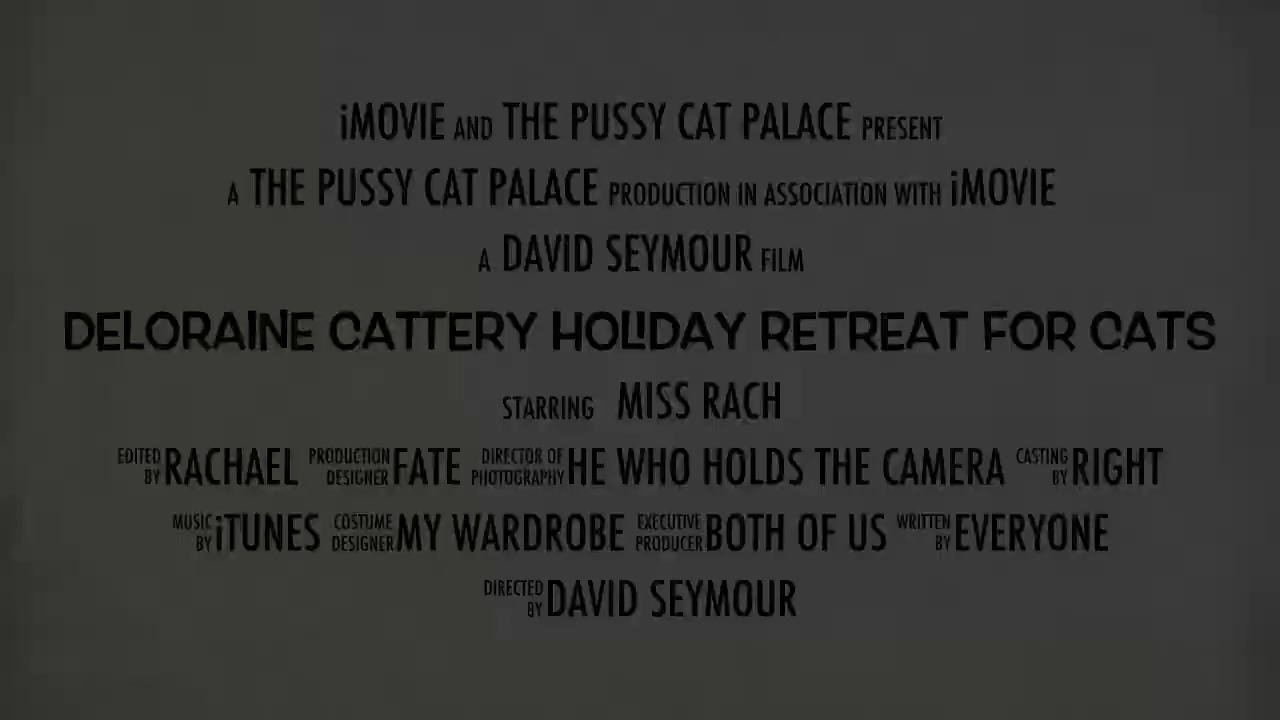 iMOVIE AND THE PUSSY CAT PALACE PRESENT
A THE PUSSY CAT PALACE PRODUCTION IN ASSOCIATION WITH iMOVIE
A DAVID SEYMOUR FILM
DELORAINE CATTERY HOLIDAY RETREAT FOR CATS
STARRING MISS RACH
EDITED BY RACHAEL PRODUCTION DESIGNER FATE DIRECTOR OF PHOTOGRAPHY HE WHO HOLDS THE CAMERA CASTING BY RIGHT
MUSIC BY iTUNES COSTUME DESIGNER MY WARDROBE EXECUTIVE PRODUCER BOTH OF US WRITTEN BY EVERYONE
DIRECTED BY DAVID SEYMOUR